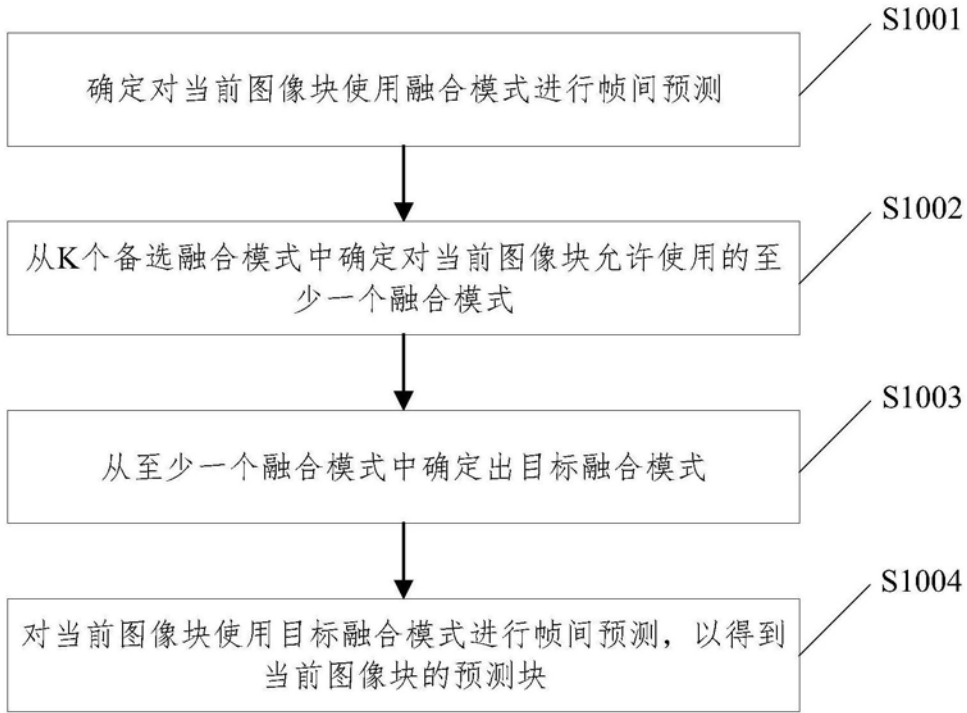 S1001
确定对当前图像块使用融合模式进行帧间预测
S1002
从K个备选融合模式中确定对当前图像块允许使用的至
少一个融合模式
S1003
从至少一个融合模式中确定出目标融合模式
S1004
对当前图像块使用目标融合模式进行帧间预测，以得到
当前图像块的预测块